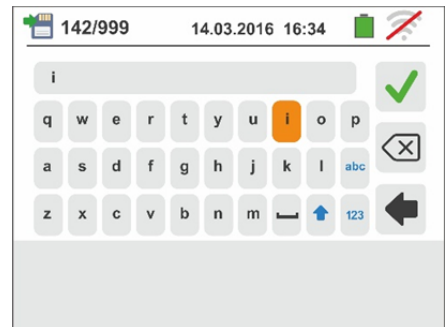 142/999 14.03.2016 16:34
i
q w e r t y u i o p
a s d f g h j k l abc
z x c v b n m 123